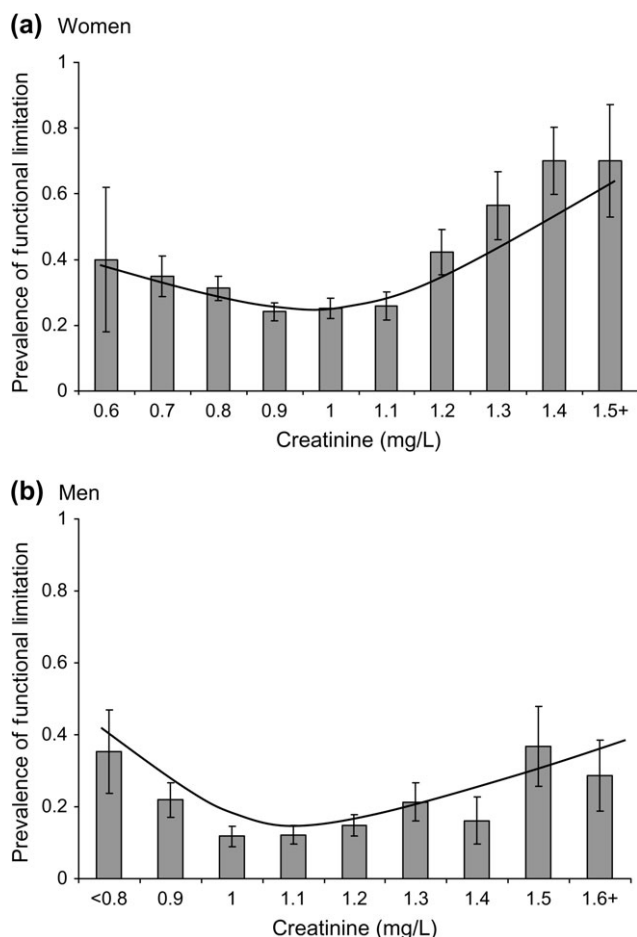 (a) Women
Prevalence of functional limitation
1
0.8
0.6
0.4
0.2
0
0.6 0.7 0.8 0.9 1 1.1 1.2 1.3 1.4 1.5+
Creatinine (mg/L)
(b) Men
Prevalence of functional limitation
1
0.8
0.6
0.4
0.2
0
<0.8 0.9 1 1.1 1.2 1.3 1.4 1.5 1.6+
Creatinine (mg/L)